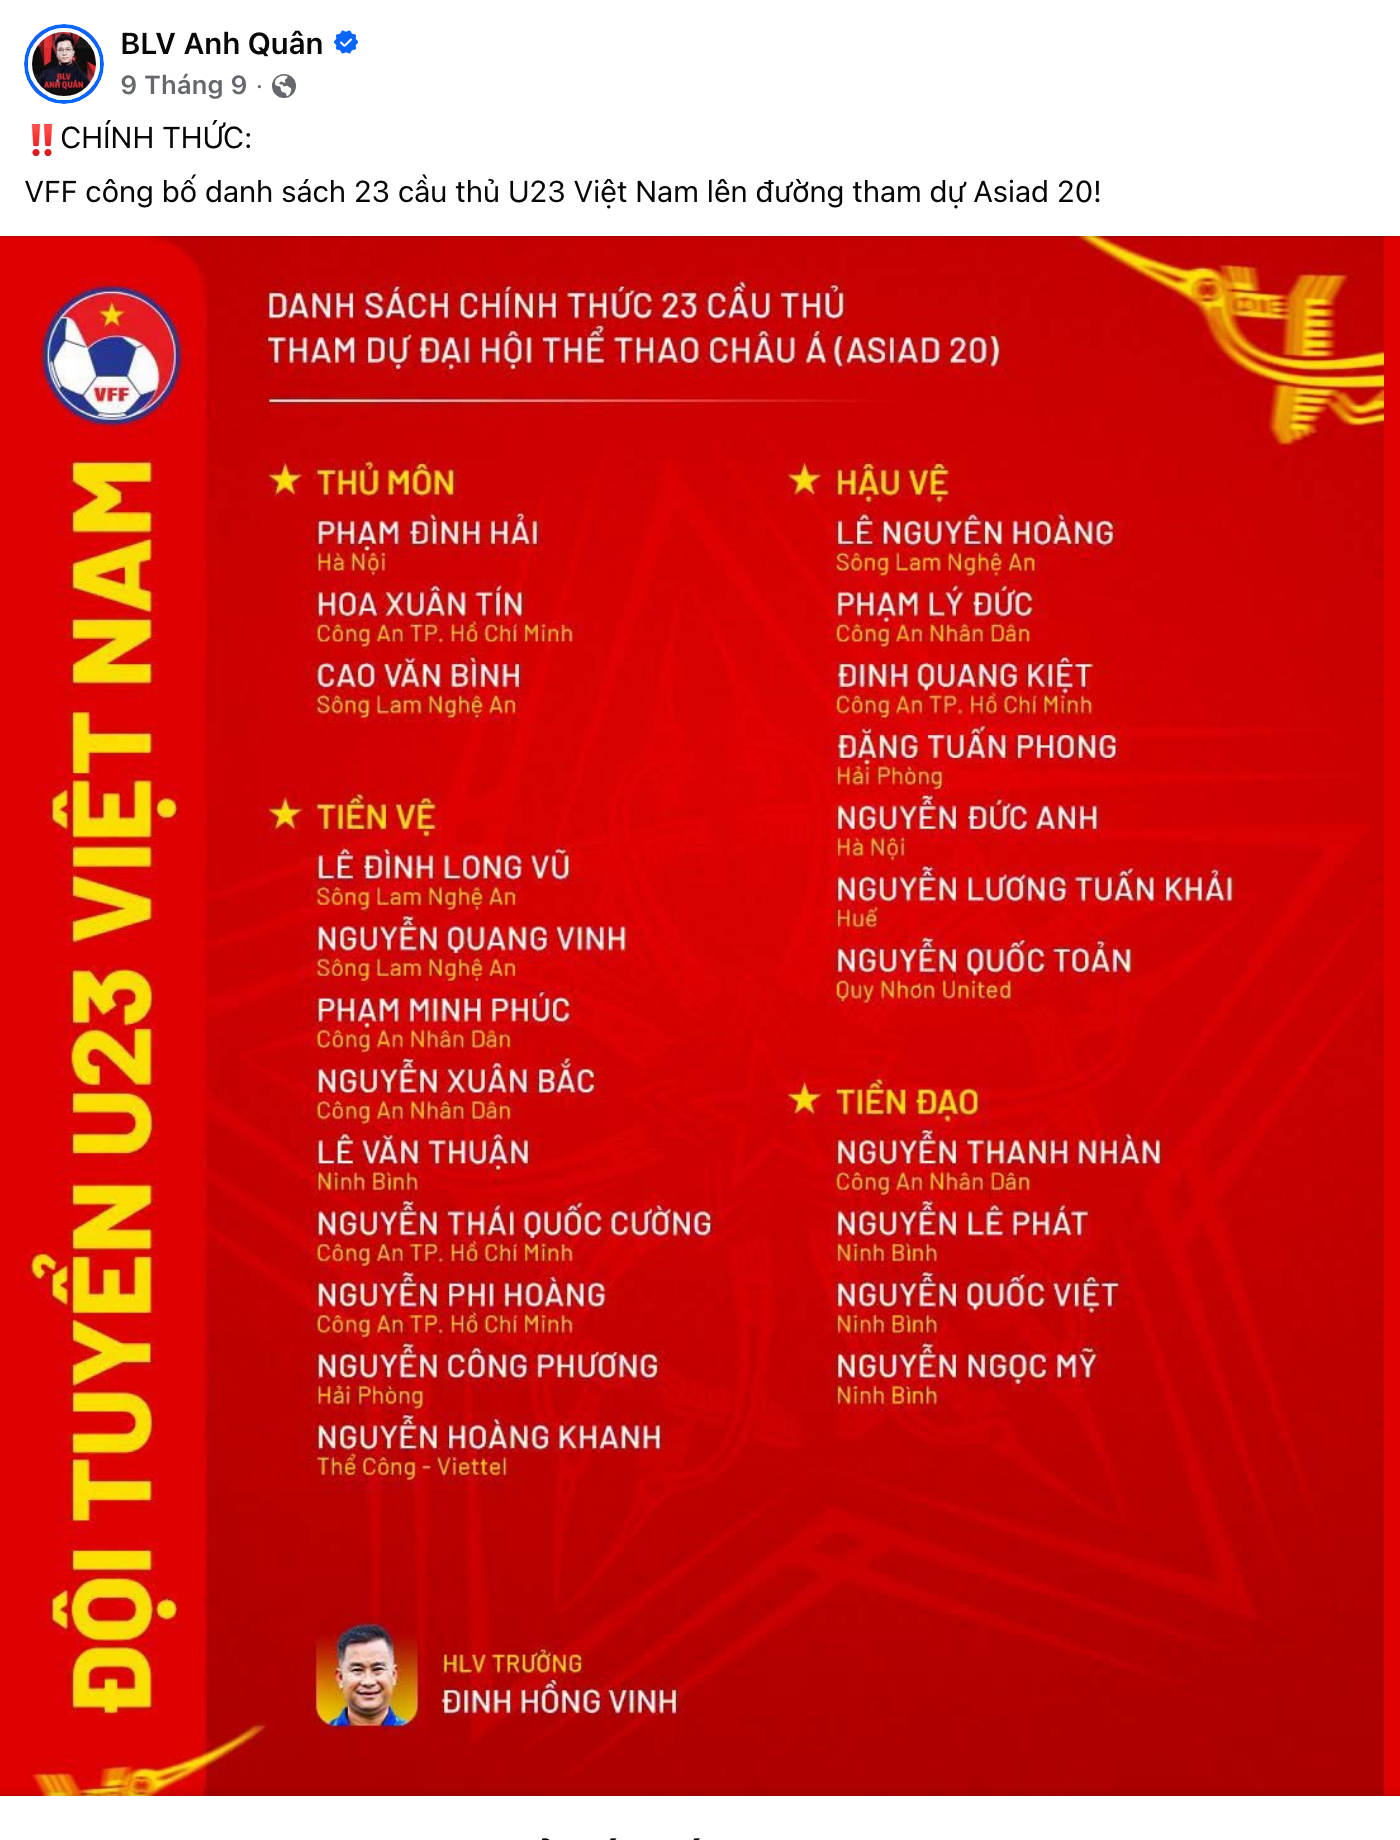 BLV Anh Quân
9 Tháng 9 ·
‼️CHÍNH THỨC:
VFF công bố danh sách 23 cầu thủ U23 Việt Nam lên đường tham dự Asiad 20!
VFF
ĐỘI TUYỂN U23 VIỆT NAM
DANH SÁCH CHÍNH THỨC 23 CẦU THỦ
THAM DỰ ĐẠI HỘI THỂ THAO CHÂU Á (ASIAD 20)
★ THỦ MÔN
PHẠM ĐÌNH HẢI
Hà Nội
HOA XUÂN TÍN
Công An TP. Hồ Chí Minh
CAO VĂN BÌNH
Sông Lam Nghệ An
★ TIỀN VỆ
LÊ ĐÌNH LONG VŨ
Sông Lam Nghệ An
NGUYỄN QUANG VINH
Sông Lam Nghệ An
PHẠM MINH PHÚC
Công An Nhân Dân
NGUYỄN XUÂN BẮC
Công An Nhân Dân
LÊ VĂN THUẬN
Ninh Bình
NGUYỄN THÁI QUỐC CƯỜNG
Công An TP. Hồ Chí Minh
NGUYỄN PHI HOÀNG
Công An TP. Hồ Chí Minh
NGUYỄN CÔNG PHƯƠNG
Hải Phòng
NGUYỄN HOÀNG KHANH
Thể Công - Viettel
★ HẬU VỆ
LÊ NGUYÊN HOÀNG
Sông Lam Nghệ An
PHẠM LÝ ĐỨC
Công An Nhân Dân
ĐINH QUANG KIỆT
Công An TP. Hồ Chí Minh
ĐẶNG TUẤN PHONG
Hải Phòng
NGUYỄN ĐỨC ANH
Hà Nội
NGUYỄN LƯƠNG TUẤN KHẢI
Huế
NGUYỄN QUỐC TOẢN
Quy Nhơn United
★ TIỀN ĐẠO
NGUYỄN THANH NHÀN
Công An Nhân Dân
NGUYỄN LÊ PHÁT
Ninh Bình
NGUYỄN QUỐC VIỆT
Ninh Bình
NGUYỄN NGỌC MỸ
Ninh Bình
HLV TRƯỞNG
ĐINH HỒNG VINH